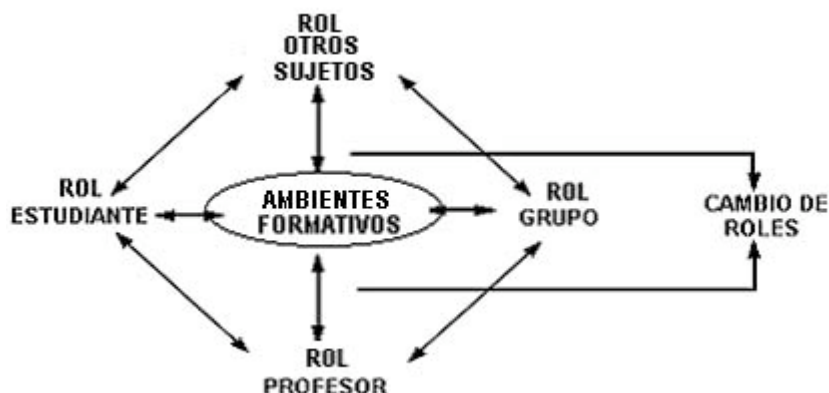 ROL
OTROS
SUJETOS
ROL
ESTUDIANTE
AMBIENTES
FORMATIVOS
ROL
GRUPO
CAMBIO DE
ROLES
ROL
PROFESOR